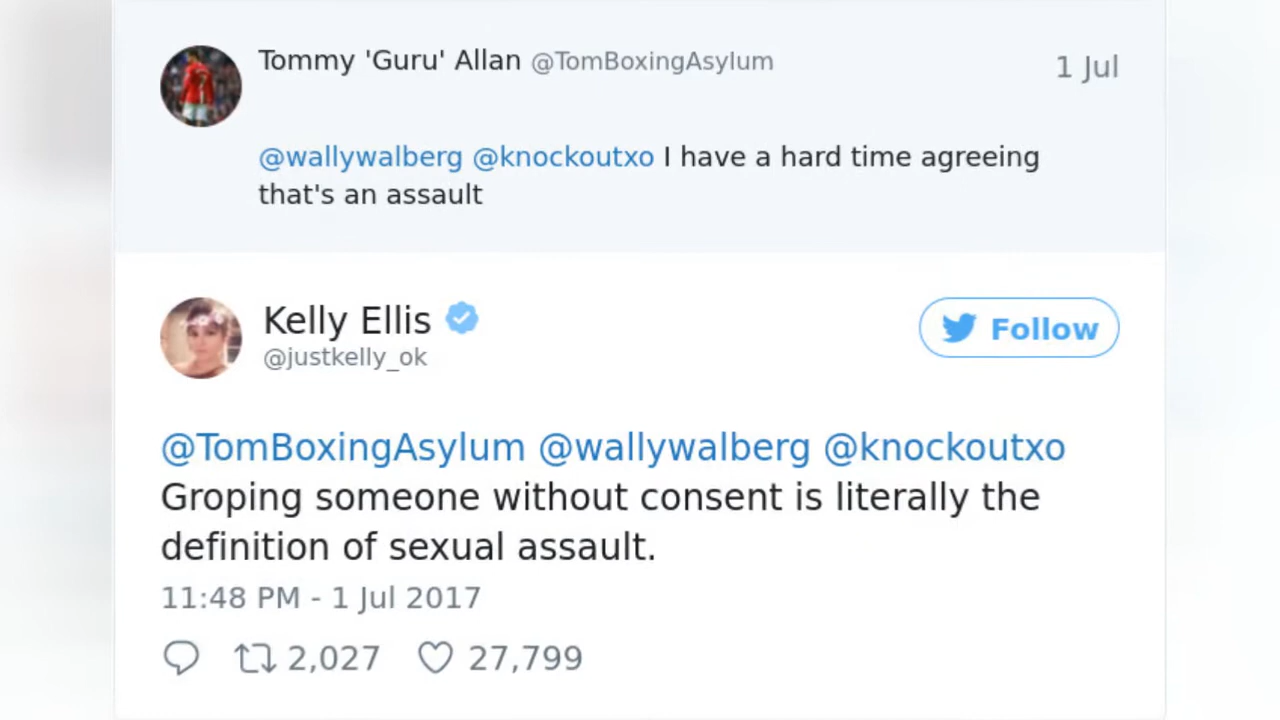 Tommy 'Guru' Allan @TomBoxingAsylum 1 Jul
@wallywalberg @knockoutxo I have a hard time agreeing
that's an assault
Kelly Ellis
@justkelly_ok
Follow
@TomBoxingAsylum @wallywalberg @knockoutxo
Groping someone without consent is literally the
definition of sexual assault.
11:48 PM - 1 Jul 2017
2,027 27,799